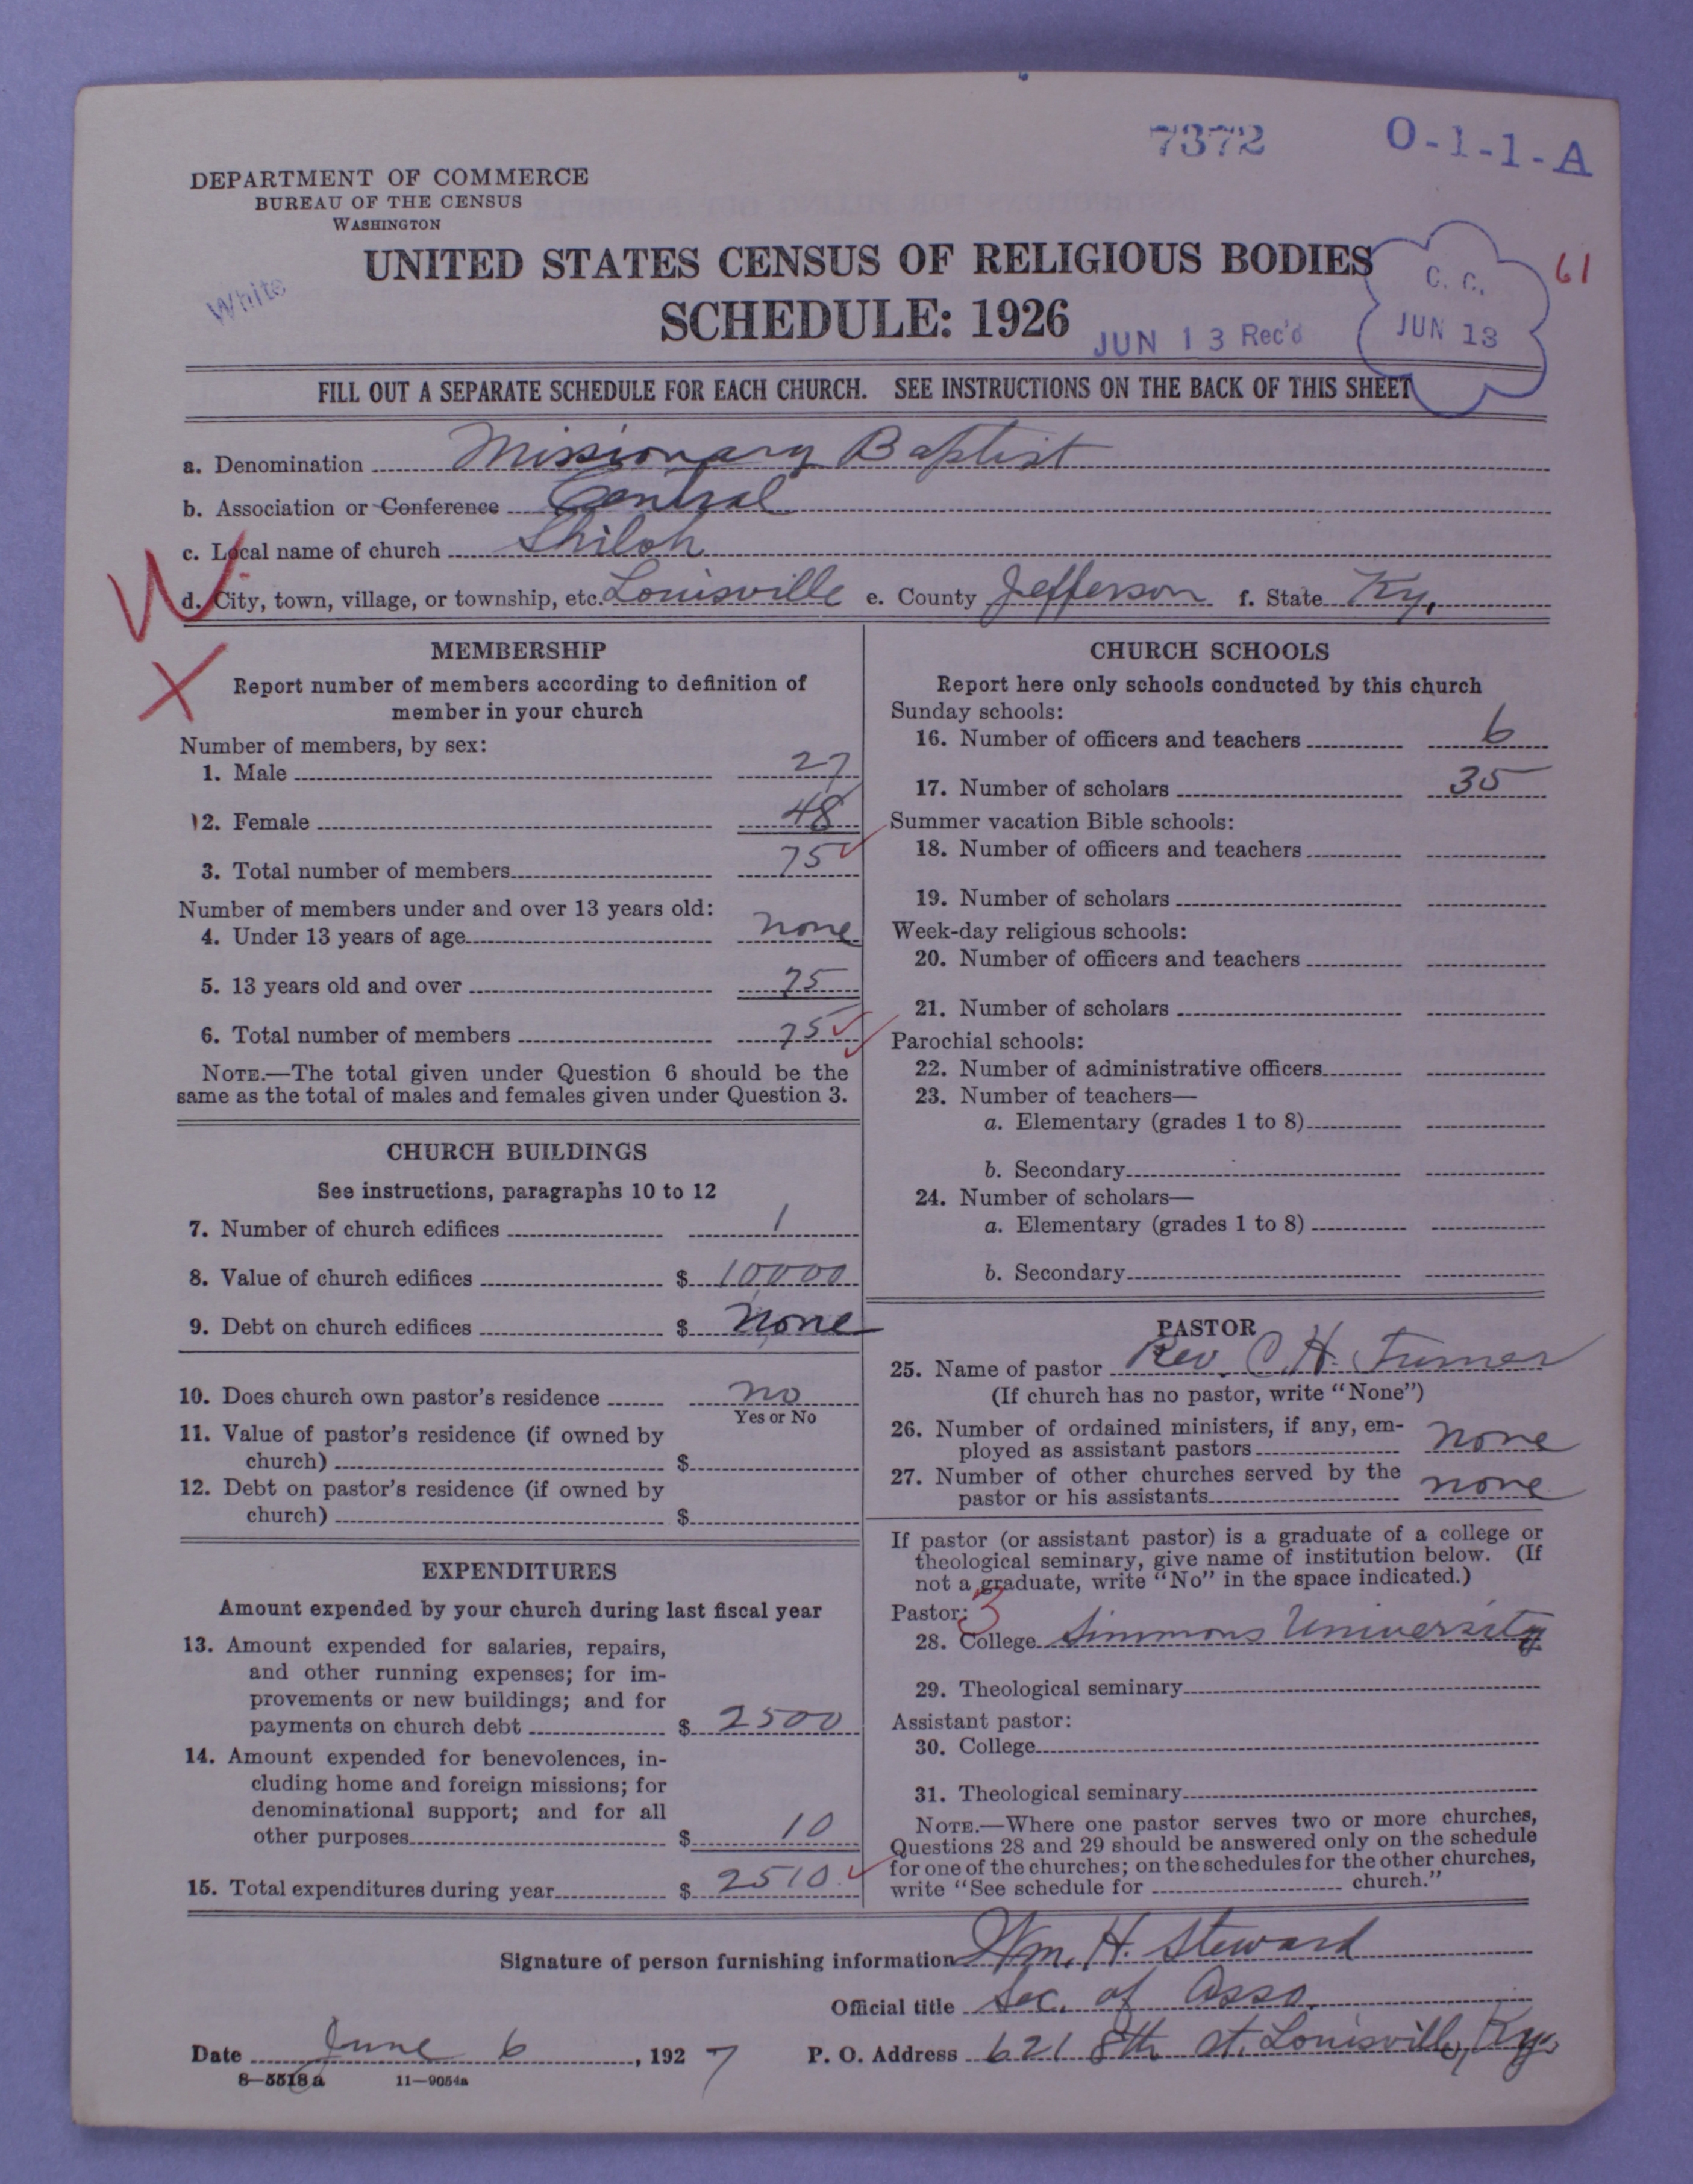 7372 O-1-1-A
DEPARTMENT OF COMMERCE
BUREAU OF THE CENSUS
WASHINGTON
UNITED STATES CENSUS OF RELIGIOUS BODIES
61
White
C. C.
JUN 13
SCHEDULE: 1926
JUN 13 Rec'd
FILL OUT A SEPARATE SCHEDULE FOR EACH CHURCH. SEE INSTRUCTIONS ON THE BACK OF THIS SHEET
a. Denomination Missionary Baptist
b. Association or Conference Central
c. Local name of church Shiloh
W
d. City, town, village, or township, etc. Louisville e. County Jefferson f. State Ky.
X
MEMBERSHIP
Report number of members according to definition of
member in your church
Number of members, by sex:
1. Male 27
2. Female 48
3. Total number of members 75
Number of members under and over 13 years old:
4. Under 13 years of age none
5. 13 years old and over 75
6. Total number of members 75
NOTE.—The total given under Question 6 should be the
same as the total of males and females given under Question 3.
CHURCH BUILDINGS
See instructions, paragraphs 10 to 12
7. Number of church edifices 1
8. Value of church edifices $ 10000
9. Debt on church edifices $ none
10. Does church own pastor's residence no
Yes or No
11. Value of pastor's residence (if owned by
church) $
12. Debt on pastor's residence (if owned by
church) $
EXPENDITURES
Amount expended by your church during last fiscal year
13. Amount expended for salaries, repairs,
and other running expenses; for im-
provements or new buildings; and for
payments on church debt $ 2500
14. Amount expended for benevolences, in-
cluding home and foreign missions; for
denominational support; and for all
other purposes $ 10
15. Total expenditures during year $ 2510
CHURCH SCHOOLS
Report here only schools conducted by this church
Sunday schools:
16. Number of officers and teachers 6
17. Number of scholars 35
Summer vacation Bible schools:
18. Number of officers and teachers
19. Number of scholars
Week-day religious schools:
20. Number of officers and teachers
21. Number of scholars
Parochial schools:
22. Number of administrative officers
23. Number of teachers—
a. Elementary (grades 1 to 8)
b. Secondary
24. Number of scholars—
a. Elementary (grades 1 to 8)
b. Secondary
PASTOR
25. Name of pastor Rev. C. H. Turner
(If church has no pastor, write "None")
26. Number of ordained ministers, if any, em-
ployed as assistant pastors none
27. Number of other churches served by the
pastor or his assistants none
If pastor (or assistant pastor) is a graduate of a college or
theological seminary, give name of institution below. (If
not a graduate, write "No" in the space indicated.)
Pastor: 3
28. College Simmons University
29. Theological seminary
Assistant pastor:
30. College
31. Theological seminary
NOTE.—Where one pastor serves two or more churches,
Questions 28 and 29 should be answered only on the schedule
for one of the churches; on the schedules for the other churches,
write "See schedule for church."
Signature of person furnishing information Wm. H. Steward
Official title Sec. of Asso.
Date June 6, 1927 P. O. Address 621 8th St. Louisville, Ky.
8—5518a 11—9054a